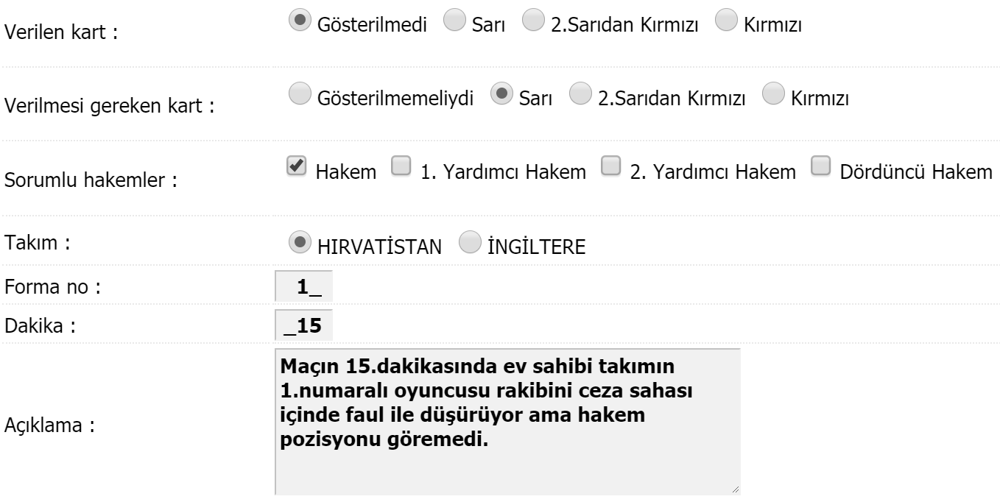 Verilen kart : Gösterilmedi Sarı 2.Sarıdan Kırmızı Kırmızı
Verilmesi gereken kart : Gösterilmemeliydi Sarı 2.Sarıdan Kırmızı Kırmızı
Sorumlu hakemler : Hakem 1. Yardımcı Hakem 2. Yardımcı Hakem Dördüncü Hakem
Takım : HIRVATİSTAN İNGİLTERE
Forma no : 1_
Dakika : _15
Açıklama :
Maçın 15.dakikasında ev sahibi takımın
1.numaralı oyuncusu rakibini ceza sahası
içinde faul ile düşürüyor ama hakem
pozisyonu göremedi.